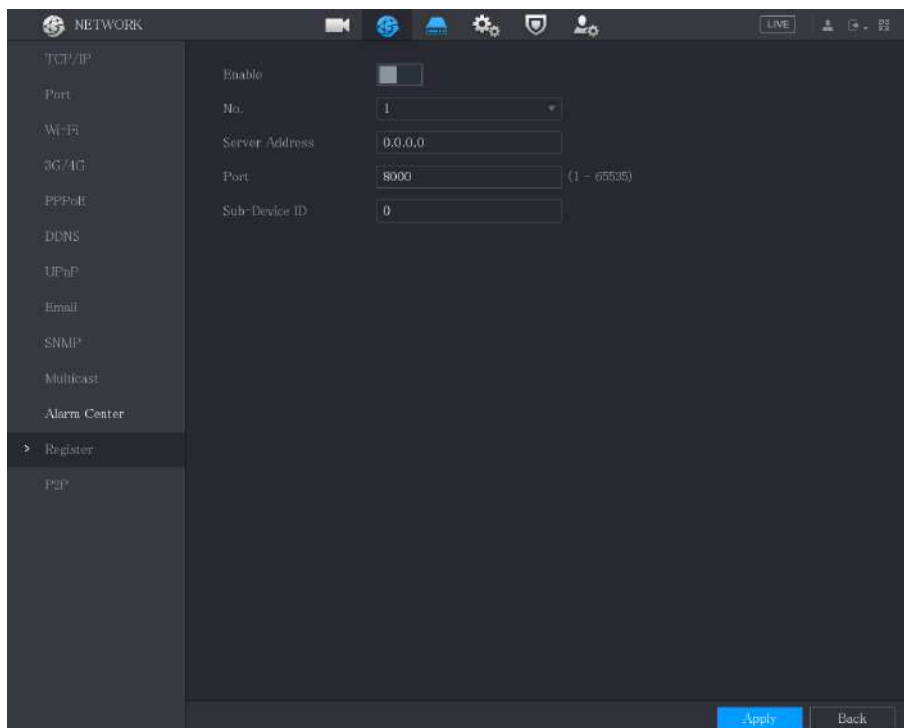 NETWORK
LIVE
TCP/IP
Port
Wi-Fi
3G/4G
PPPoE
DDNS
UPnP
Email
SNMP
Multicast
Alarm Center
Register
P2P
Enable
No. 1
Server Address 0.0.0.0
Port 8000 (1 - 65535)
Sub-Device ID 0
Apply Back